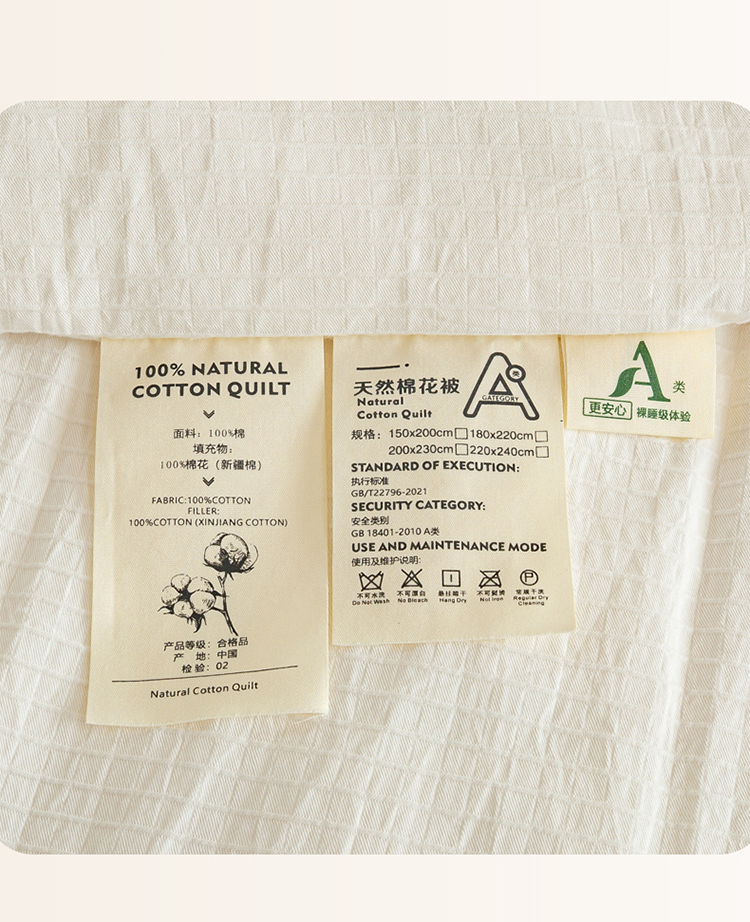 100% NATURAL
COTTON QUILT
面料：100%棉
填充物：
100%棉花（新疆棉）
FABRIC:100%COTTON
FILLER:
100%COTTON (XINJIANG COTTON)
产品等级：合格品
产 地：中国
检 验：02
Natural Cotton Quilt
天然棉花被
Natural
Cotton Quilt
A类
CATEGORY
规格：150x200cm□180x220cm□
200x230cm□220x240cm□
STANDARD OF EXECUTION:
执行标准
GB/T22796-2021
SECURITY CATEGORY:
安全类别
GB 18401-2010 A类
USE AND MAINTENANCE MODE
使用及维护说明:
不可水洗 不可漂白 悬挂晾干 不可熨烫 常规干洗
Do Not Wash No Bleach Hang Dry Not Iron Regular Dry Cleaning
A类
更安心 裸睡级体验